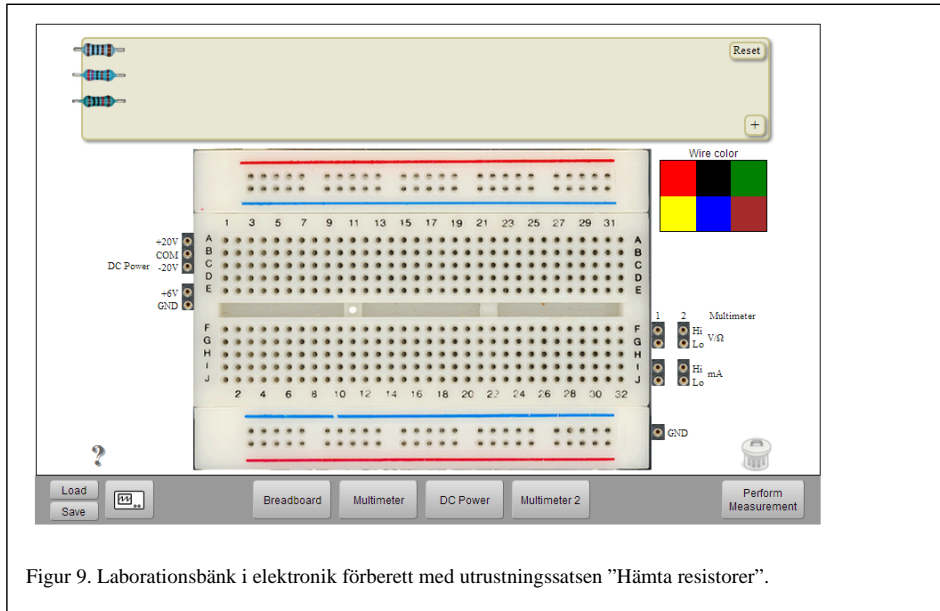 Reset
+
Wire color
1 3 5 7 9 11 13 15 17 19 21 23 25 27 29 31
A A
+20V B B
COM C C
DC Power -20V D D
E E
+6V
GND
1 2 Multimeter
F F Hi
G G Lo V/Ω
H H
I I Hi
J J Lo mA
2 4 6 8 10 12 14 16 18 20 22 24 26 28 30 32
GND
?
Load
Save
Breadboard
Multimeter
DC Power
Multimeter 2
Perform
Measurement
Figur 9. Laborationsbänk i elektronik förberett med utrustningssatsen ”Hämta resistorer”.